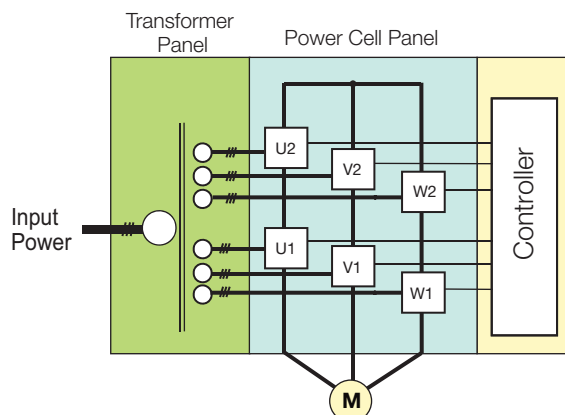 Transformer
Panel
Power Cell Panel
U2
V2
W2
Input
Power
U1
V1
W1
Controller
M